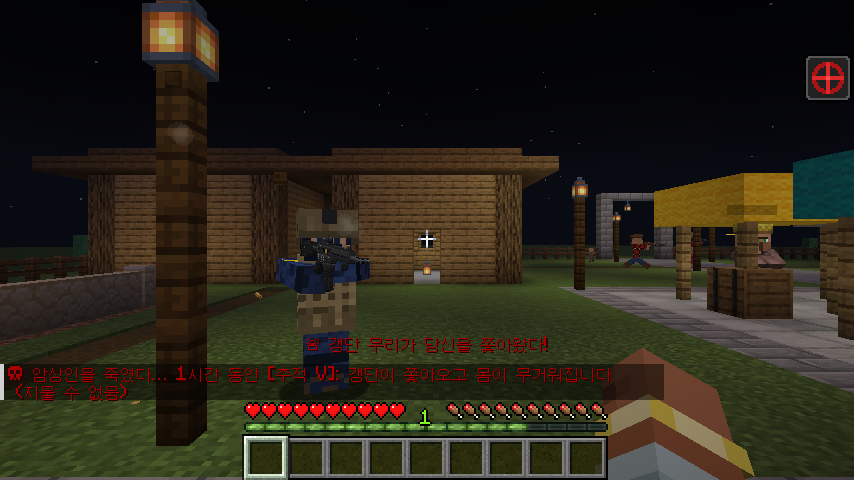 ☠ 갱단 무리가 당신을 쫓아왔다!
☠ 암상인을 죽였다... 1시간 동안 [추적 V]: 갱단이 쫓아오고 몸이 무거워집니다
(지울 수 없음)
1